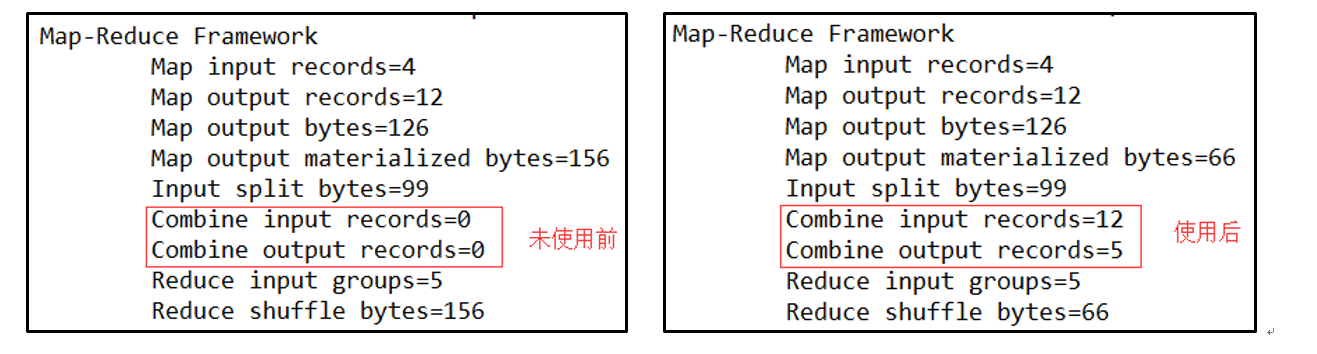 Map-Reduce Framework
Map input records=4
Map output records=12
Map output bytes=126
Map output materialized bytes=156
Input split bytes=99
Combine input records=0
Combine output records=0
未使用前
Reduce input groups=5
Reduce shuffle bytes=156
Map-Reduce Framework
Map input records=4
Map output records=12
Map output bytes=126
Map output materialized bytes=66
Input split bytes=99
Combine input records=12
Combine output records=5
使用后
Reduce input groups=5
Reduce shuffle bytes=66